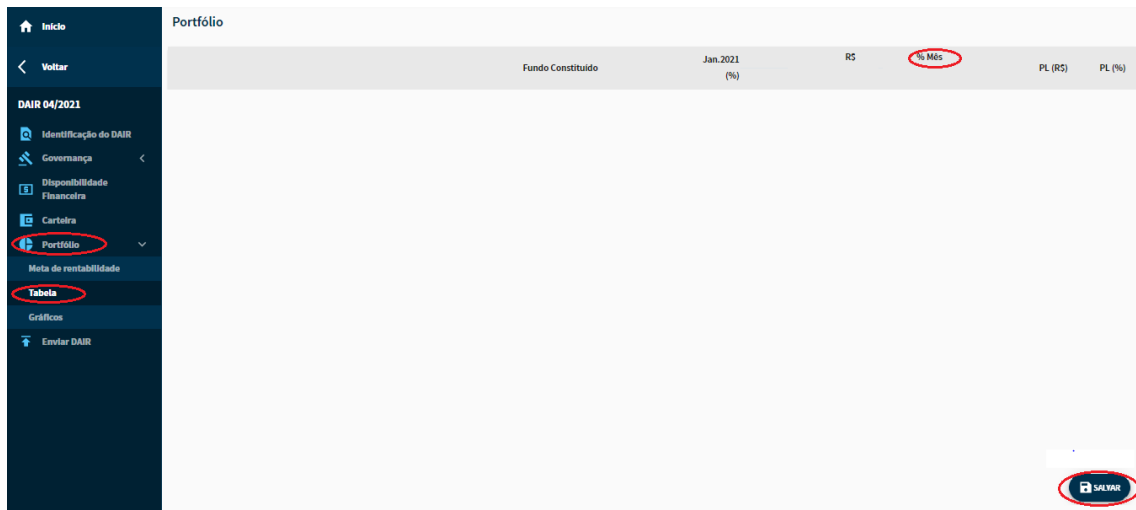 Início
Voltar
DAIR 04/2021
Identificação do DAIR
Governança
Disponibilidade
Financeira
Carteira
Portfólio
Meta de rentabilidade
Tabela
Gráficos
Enviar DAIR
Portfólio
Fundo Constituído
Jan.2021
(%)
R$
% Mês
PL (R$)
PL (%)
SALVAR